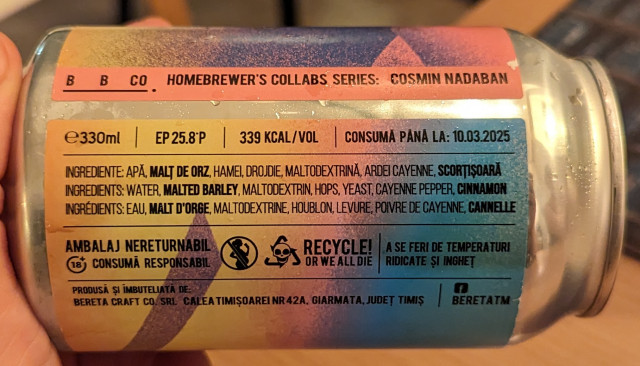 B B CO. HOMEBREWER'S COLLABS SERIES: COSMIN NADABAN
℮330ml | EP 25.8°P | 339 KCAL/VOL | CONSUMĂ PÂNĂ LA: 10.03.2025
INGREDIENTE: APĂ, MALȚ DE ORZ, HAMEI, DROJDIE, MALTODEXTRINĂ, ARDEI CAYENNE, SCORȚIȘOARĂ
INGREDIENTS: WATER, MALTED BARLEY, MALTODEXTRIN, HOPS, YEAST, CAYENNE PEPPER, CINNAMON
INGRÉDIENTS: EAU, MALT D'ORGE, MALTODEXTRINE, HOUBLON, LEVURE, POIVRE DE CAYENNE, CANNELLE
AMBALAJ NERETURNABIL
18+ CONSUMĂ RESPONSABIL
RECYCLE!
OR WE ALL DIE
A SE FERI DE TEMPERATURI
RIDICATE ȘI INGHEȚ
PRODUSĂ ȘI IMBUTELIATĂ DE:
BERETA CRAFT CO. SRL CALEA TIMIȘOAREI NR 42A, GIARMATA, JUDEȚ TIMIȘ
f
BERETATM